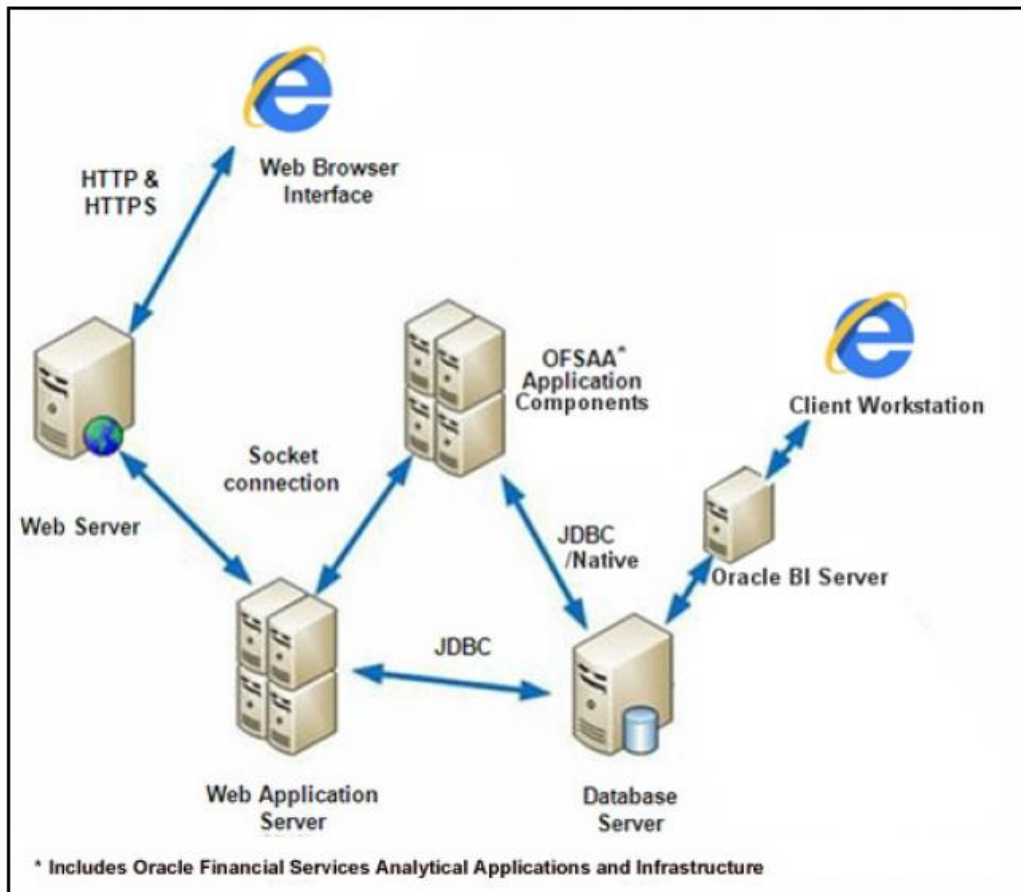 Web Browser
Interface
HTTP &
HTTPS
OFSAA*
Application
Components
Client Workstation
Socket
connection
Web Server
JDBC
/Native
Oracle BI Server
JDBC
Web Application
Server
Database
Server
* Includes Oracle Financial Services Analytical Applications and Infrastructure